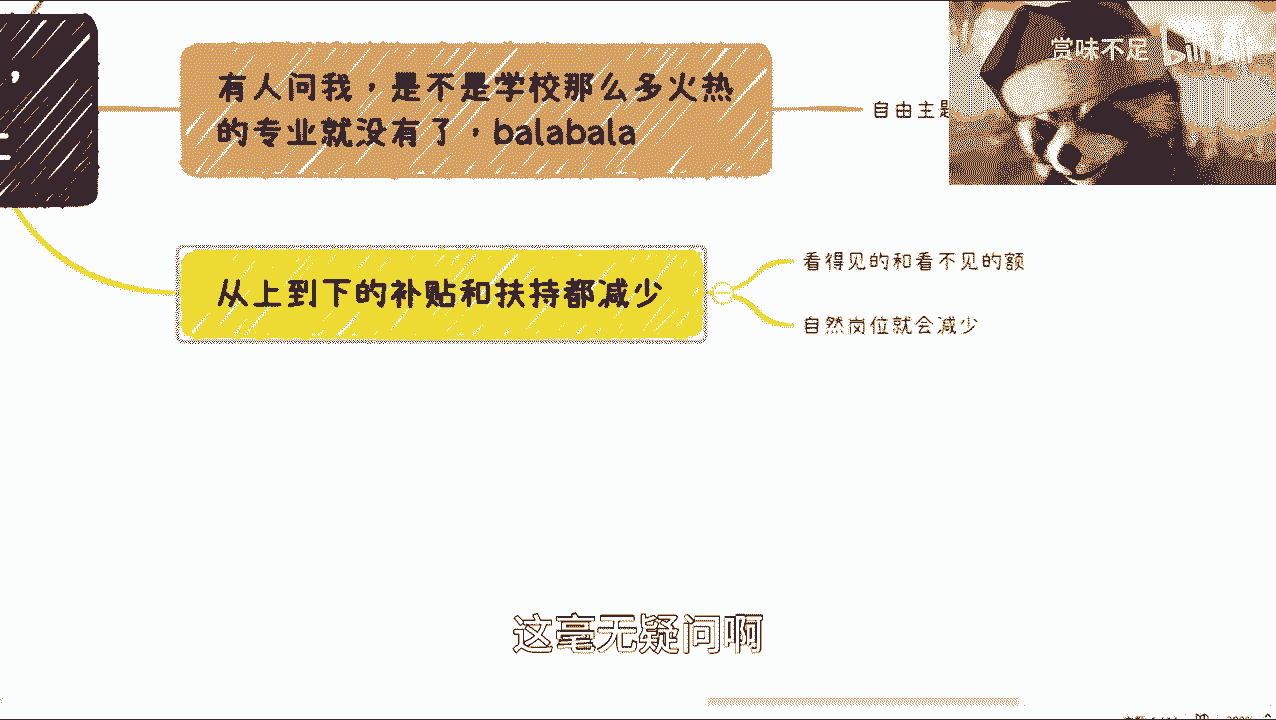 有人问我，是不是学校那么多火热
的专业就没有了，balabala
自由主题
赏味不足 bilibili
从上到下的补贴和扶持都减少
看得见的和看不见的额
自然岗位就会减少
这毫无疑问啊